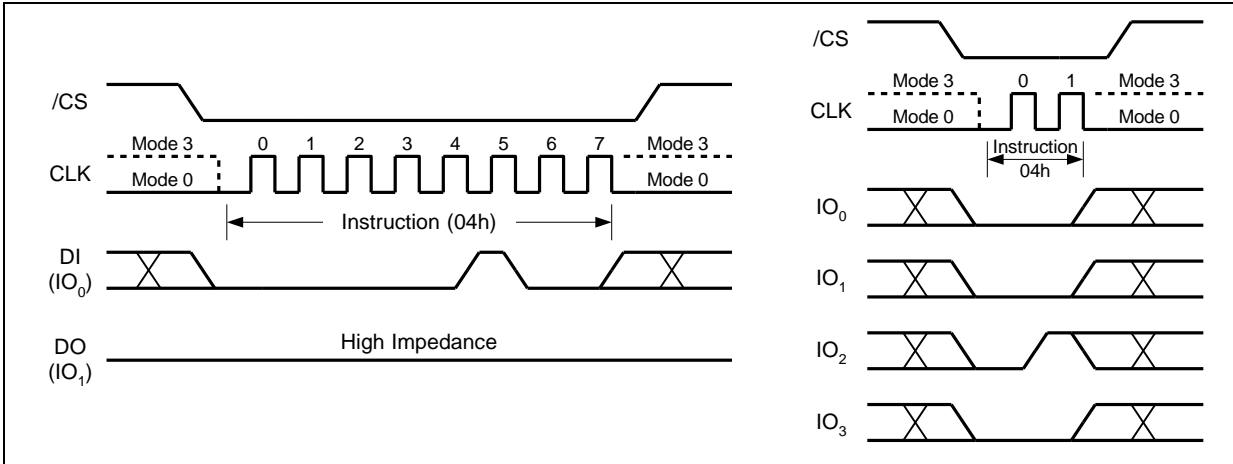 /CS
Mode 3
0 1 2 3 4 5 6 7
Mode 3
CLK
Mode 0
Mode 0
Instruction (04h)
DI
(IO0)
High Impedance
DO
(IO1)
/CS
Mode 3
0 1
Mode 3
CLK
Mode 0
Mode 0
Instruction
04h
IO0
IO1
IO2
IO3